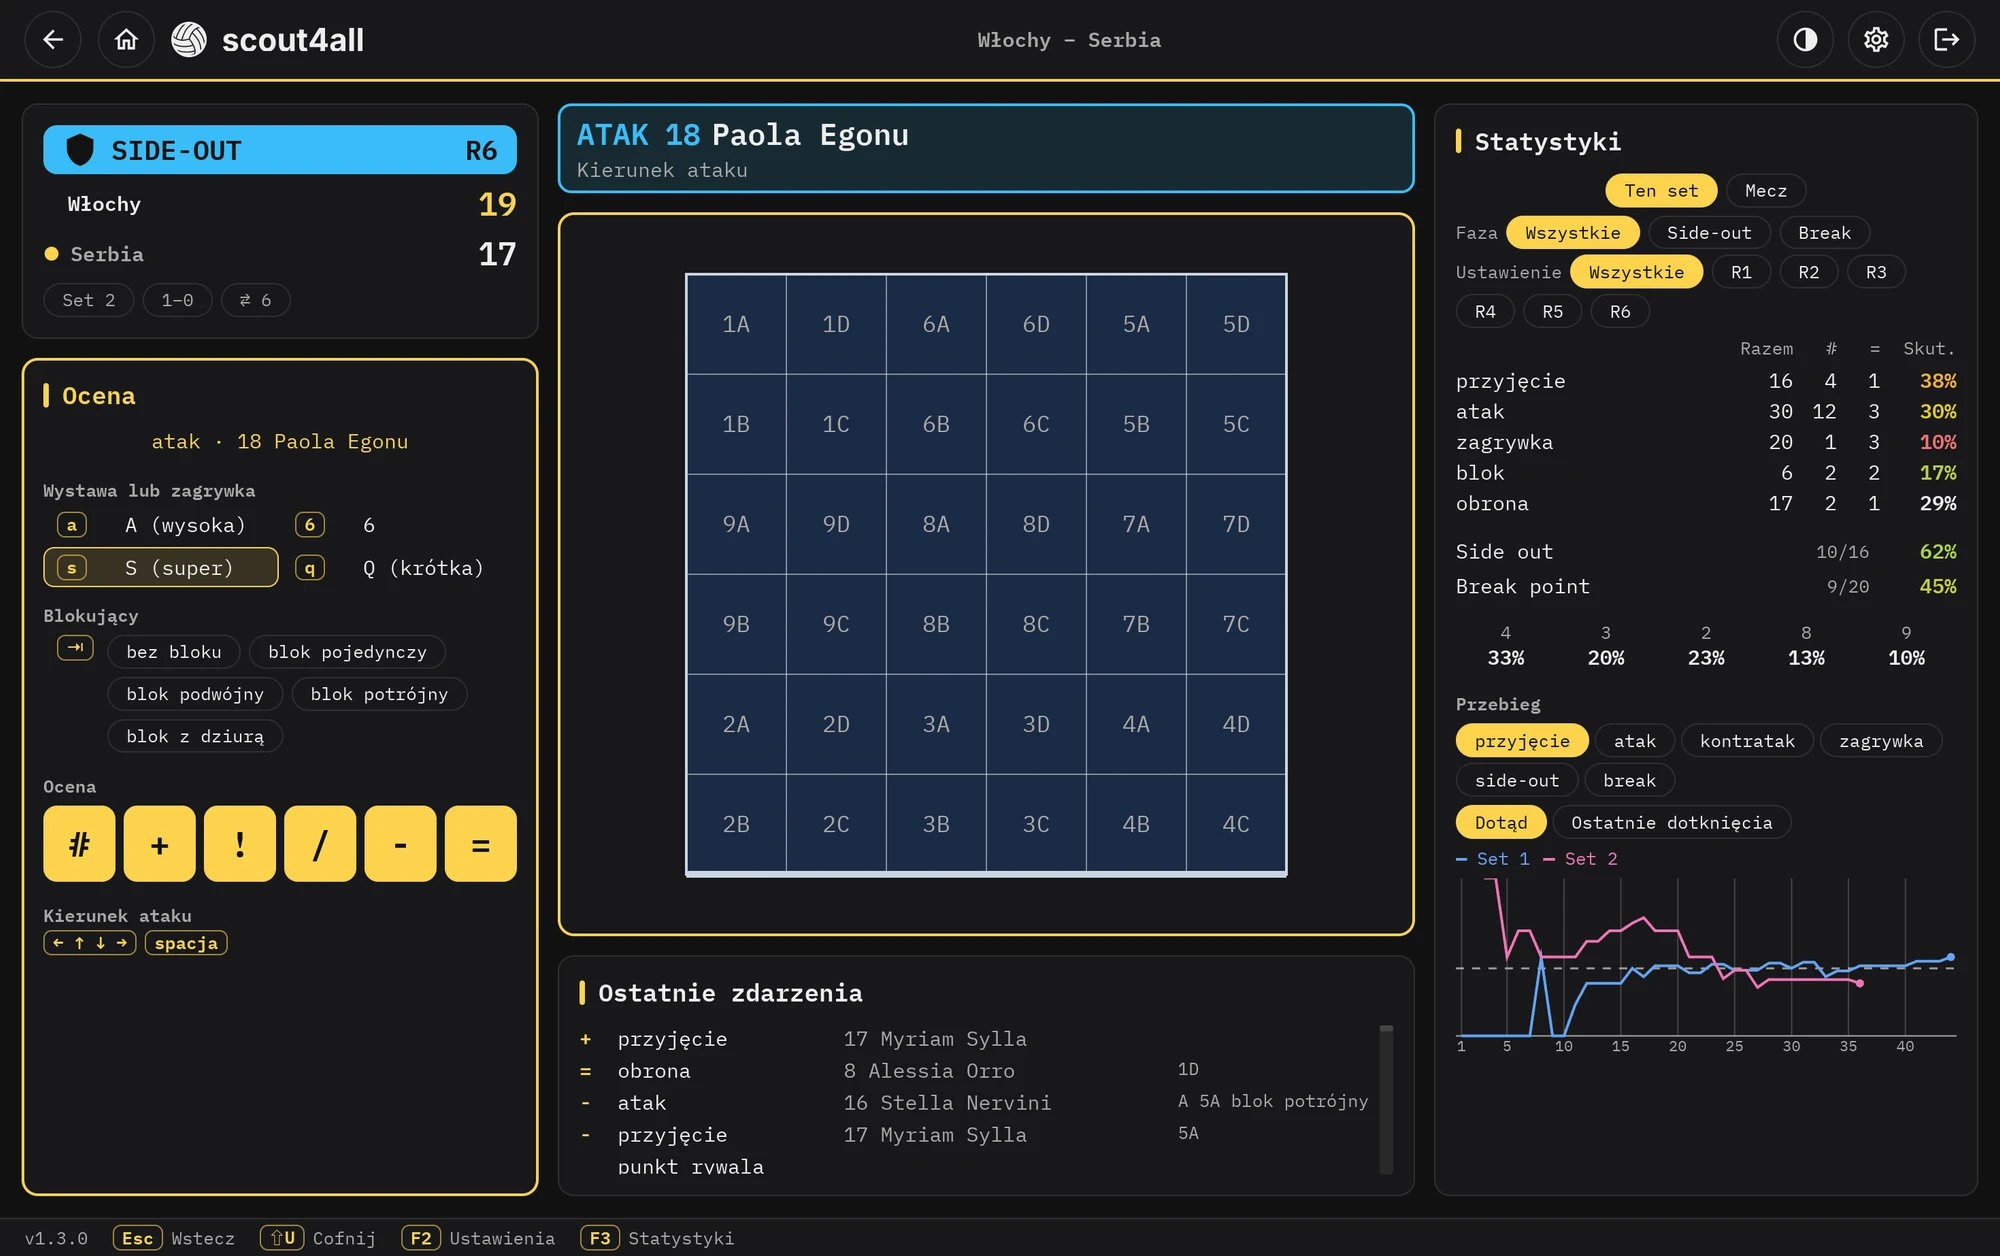 scout4all
Włochy – Serbia
SIDE-OUT R6
Włochy 19
Serbia 17
Set 2 1–0 ⇄ 6
Ocena
atak · 18 Paola Egonu
Wystawa lub zagrywka
a A (wysoka) 6 6
s S (super) q Q (krótka)
Blokujący
⇥ bez bloku blok pojedynczy
blok podwójny blok potrójny
blok z dziurą
Ocena
# + ! / - =
Kierunek ataku
← ↑ ↓ → spacja
ATAK 18 Paola Egonu
Kierunek ataku
1A 1D 6A 6D 5A 5D
1B 1C 6B 6C 5B 5C
9A 9D 8A 8D 7A 7D
9B 9C 8B 8C 7B 7C
2A 2D 3A 3D 4A 4D
2B 2C 3B 3C 4B 4C
Ostatnie zdarzenia
+ przyjęcie 17 Myriam Sylla
= obrona 8 Alessia Orro 1D
- atak 16 Stella Nervini A 5A blok potrójny
- przyjęcie 17 Myriam Sylla 5A
punkt rywala
Statystyki
Ten set Mecz
Faza Wszystkie Side-out Break
Ustawienie Wszystkie R1 R2 R3
R4 R5 R6
Razem # = Skut.
przyjęcie 16 4 1 38%
atak 30 12 3 30%
zagrywka 20 1 3 10%
blok 6 2 2 17%
obrona 17 2 1 29%
Side out 10/16 62%
Break point 9/20 45%
4 3 2 8 9
33% 20% 23% 13% 10%
Przebieg
przyjęcie atak kontratak zagrywka
side-out break
Dotąd Ostatnie dotknięcia
Set 1 Set 2
1 5 10 15 20 25 30 35 40
v1.3.0 Esc Wstecz ⇧U Cofnij F2 Ustawienia F3 Statystyki